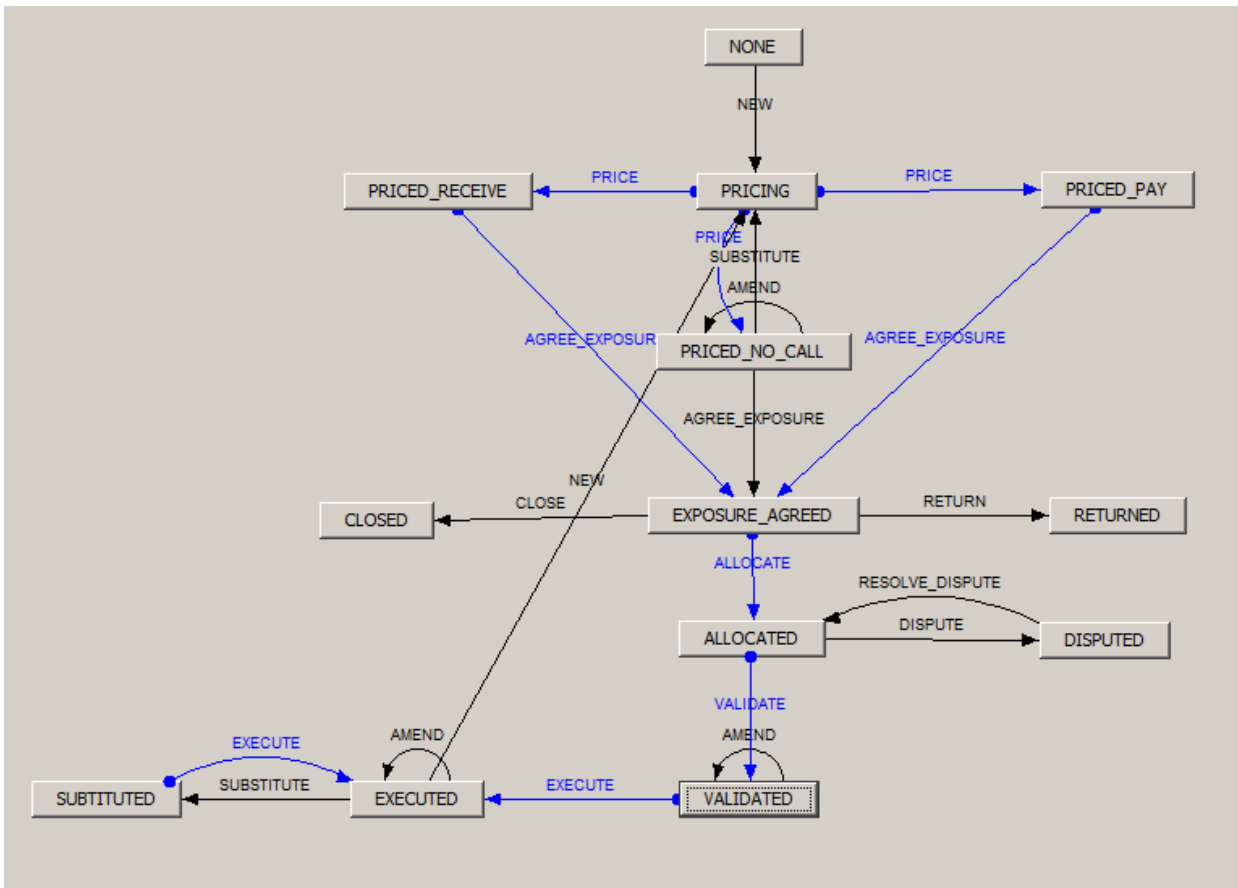 NONE
NEW
PRICED_RECEIVE
PRICE
PRICING
PRICE
PRICED_PAY
PRICE
SUBSTITUTE
AMEND
AGREE_EXPOSUR
PRICED_NO_CALL
AGREE_EXPOSURE
AGREE_EXPOSURE
NEW
CLOSED
CLOSE
EXPOSURE_AGREED
RETURN
RETURNED
ALLOCATE
RESOLVE_DISPUTE
ALLOCATED
DISPUTE
DISPUTED
VALIDATE
EXECUTE
AMEND
AMEND
SUBTITUTED
SUBSTITUTE
EXECUTED
EXECUTE
VALIDATED